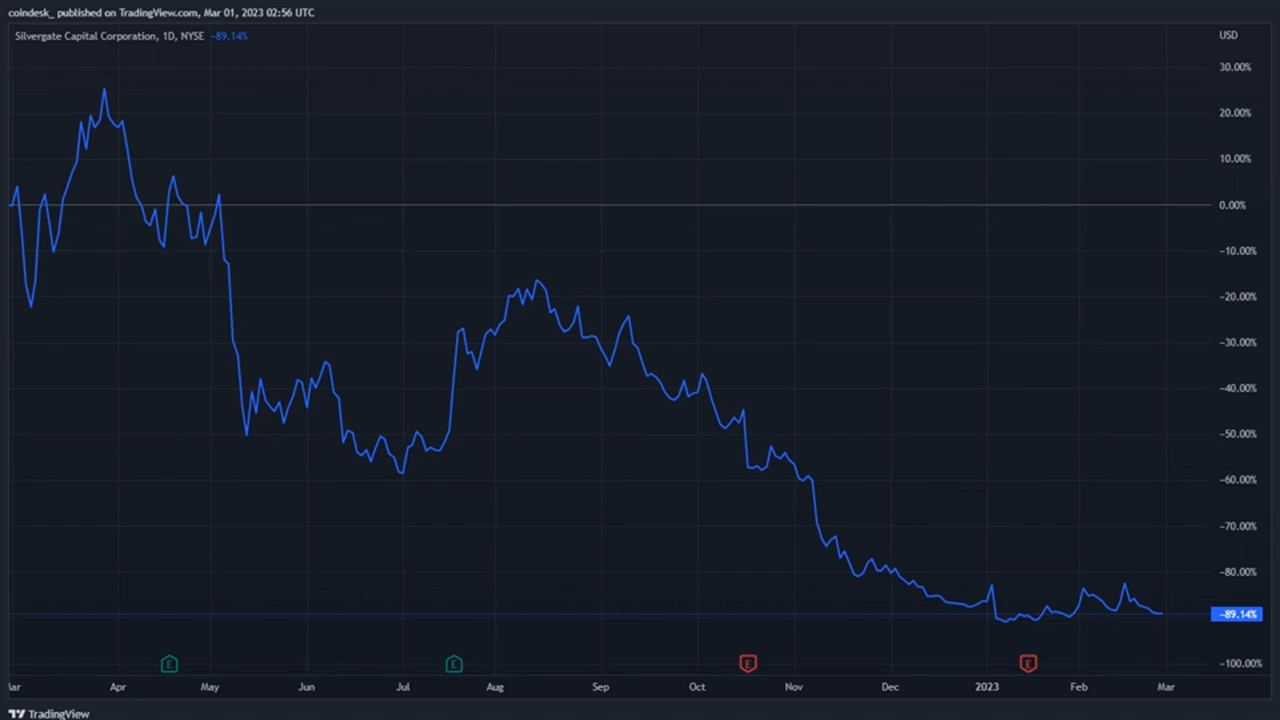 coindesk_ published on TradingView.com, Mar 01, 2023 02:56 UTC
Silvergate Capital Corporation, 1D, NYSE −89.14%
USD
30.00%
20.00%
10.00%
0.00%
−10.00%
−20.00%
−30.00%
−40.00%
−50.00%
−60.00%
−70.00%
−80.00%
−89.14%
−100.00%
E E E E
ar Apr May Jun Jul Aug Sep Oct Nov Dec 2023 Feb Mar
TradingView